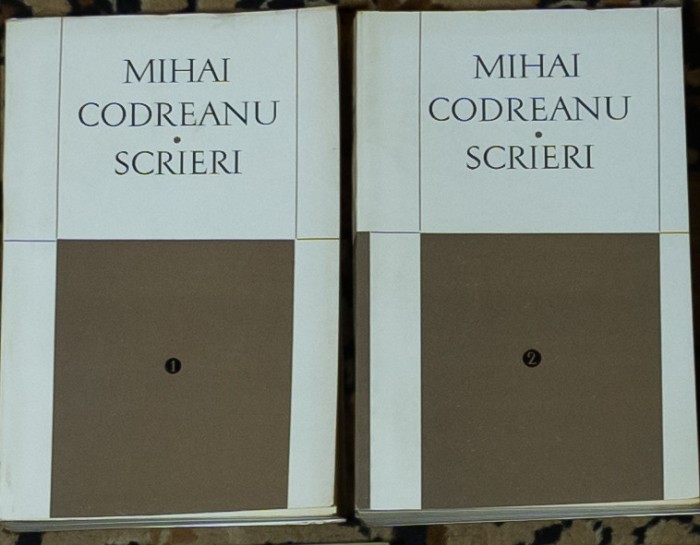 MIHAI
CODREANU
•
SCRIERI
1
MIHAI
CODREANU
•
SCRIERI
2